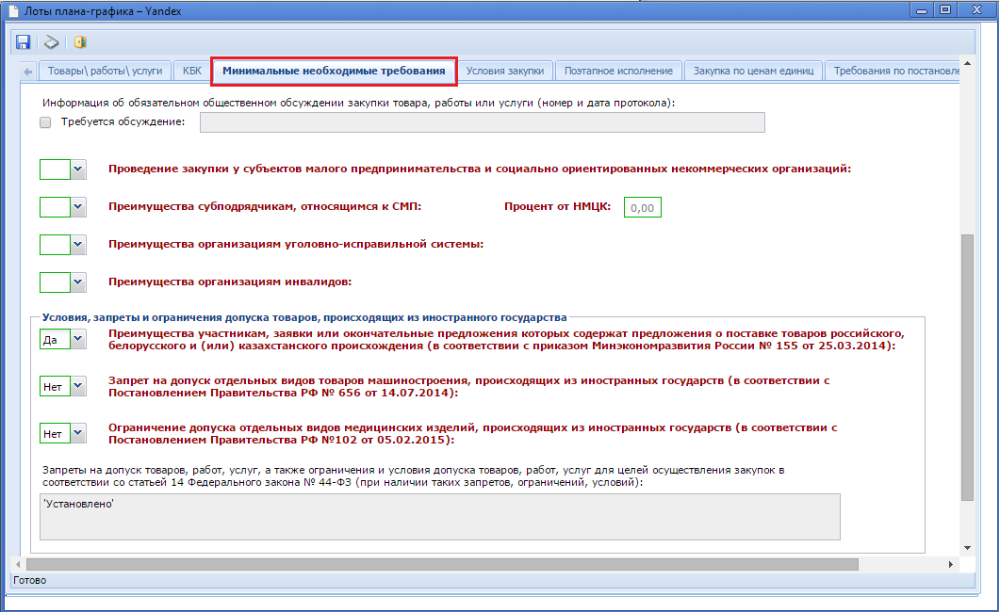 Лоты плана-графика – Yandex
Товары\ работы\ услуги
КБК
Минимальные необходимые требования
Условия закупки
Поэтапное исполнение
Закупка по ценам единиц
Требования по постановле
Информация об обязательном общественном обсуждении закупки товара, работы или услуги (номер и дата протокола):
Требуется обсуждение:
Проведение закупки у субъектов малого предпринимательства и социально ориентированных некоммерческих организаций:
Преимущества субподрядчикам, относящимся к СМП:
Процент от НМЦК:
0,00
Преимущества организациям уголовно-исправильной системы:
Преимущества организациям инвалидов:
Условия, запреты и ограничения допуска товаров, происходящих из иностранного государства
Да
Преимущества участникам, заявки или окончательные предложения которых содержат предложения о поставке товаров российского,
белорусского и (или) казахстанского происхождения (в соответствии с приказом Минэкономразвития России № 155 от 25.03.2014):
Нет
Запрет на допуск отдельных видов товаров машиностроения, происходящих из иностранных государств (в соответствии с
Постановлением Правительства РФ № 656 от 14.07.2014):
Нет
Ограничение допуска отдельных видов медицинских изделий, происходящих из иностранных государств (в соответствии с
Постановлением Правительства РФ №102 от 05.02.2015):
Запреты на допуск товаров, работ, услуг, а также ограничения и условия допуска товаров, работ, услуг для целей осуществления закупок в
соответствии со статьей 14 Федерального закона № 44-ФЗ (при наличии таких запретов, ограничений, условий):
'Установлено'
Готово